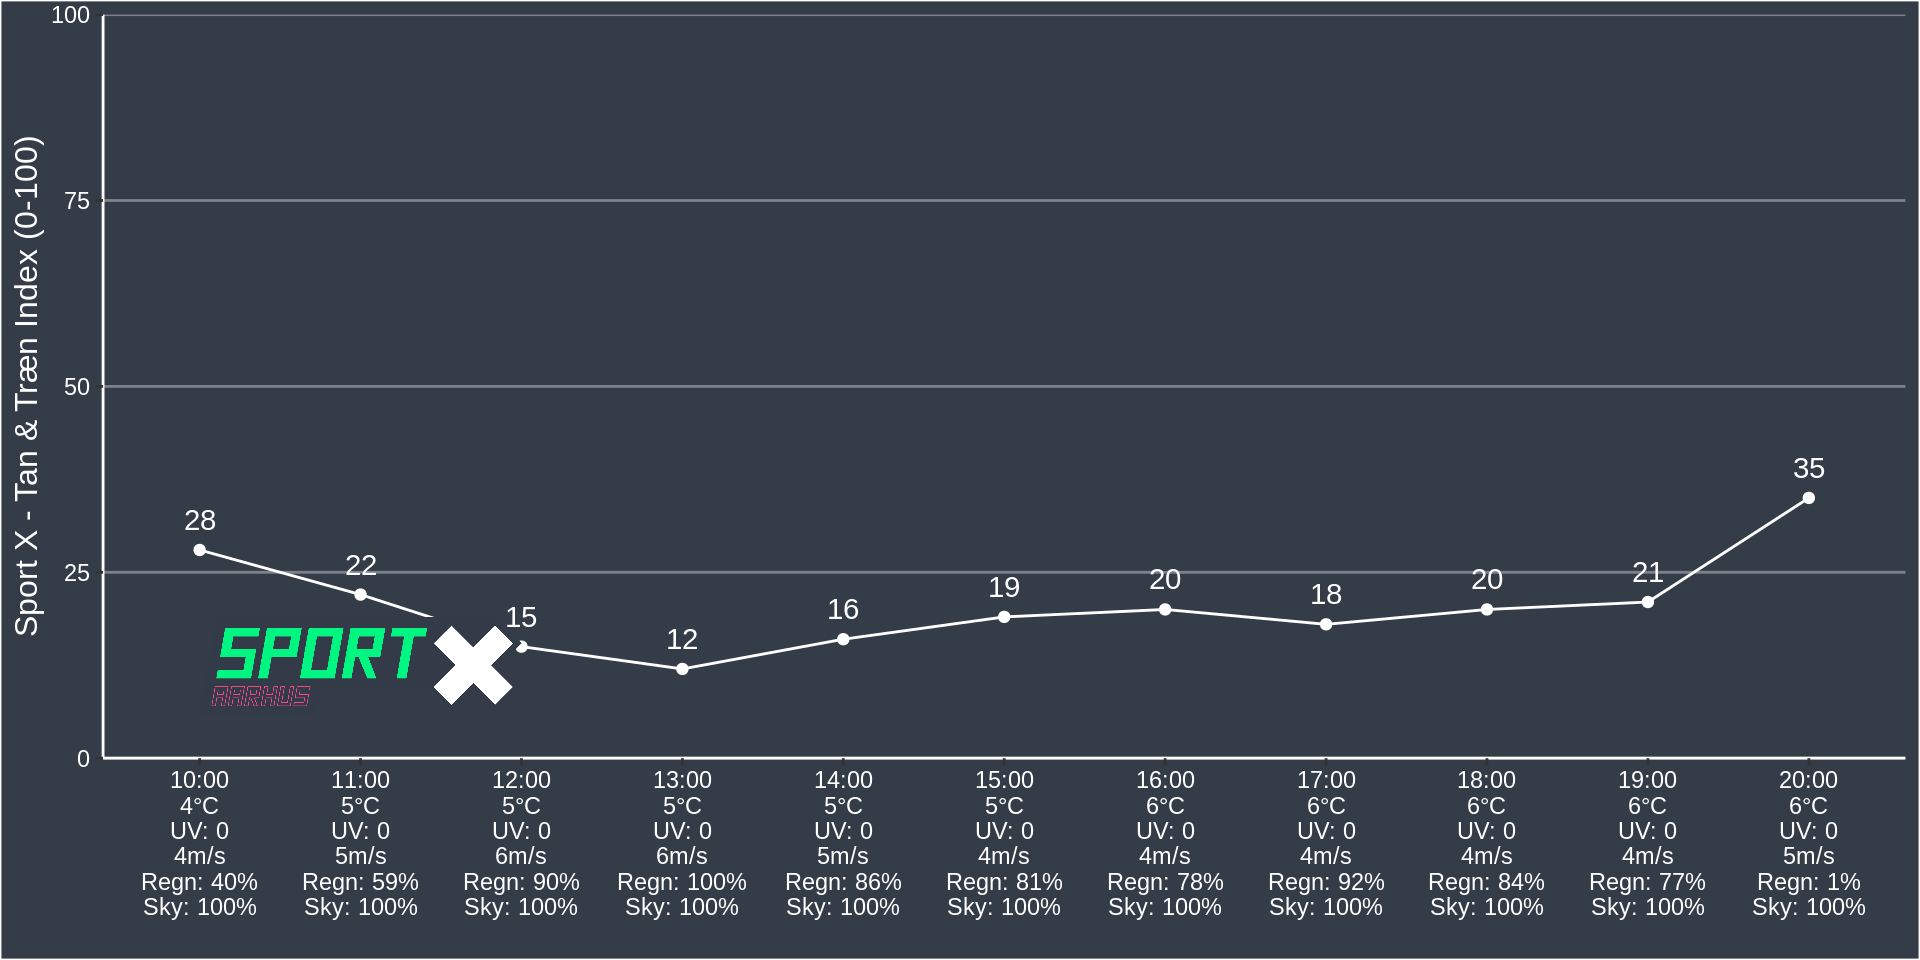 Sport X - Tan & Træn Index (0-100)
100
75
50
25
0
28
22
15
12
16
19
20
18
20
21
35
SPORT X
AARHUS
10:00 11:00 12:00 13:00 14:00 15:00 16:00 17:00 18:00 19:00 20:00
4°C 5°C 5°C 5°C 5°C 5°C 6°C 6°C 6°C 6°C 6°C
UV: 0 UV: 0 UV: 0 UV: 0 UV: 0 UV: 0 UV: 0 UV: 0 UV: 0 UV: 0 UV: 0
4m/s 5m/s 6m/s 6m/s 5m/s 4m/s 4m/s 4m/s 4m/s 4m/s 5m/s
Regn: 40% Regn: 59% Regn: 90% Regn: 100% Regn: 86% Regn: 81% Regn: 78% Regn: 92% Regn: 84% Regn: 77% Regn: 1%
Sky: 100% Sky: 100% Sky: 100% Sky: 100% Sky: 100% Sky: 100% Sky: 100% Sky: 100% Sky: 100% Sky: 100% Sky: 100%